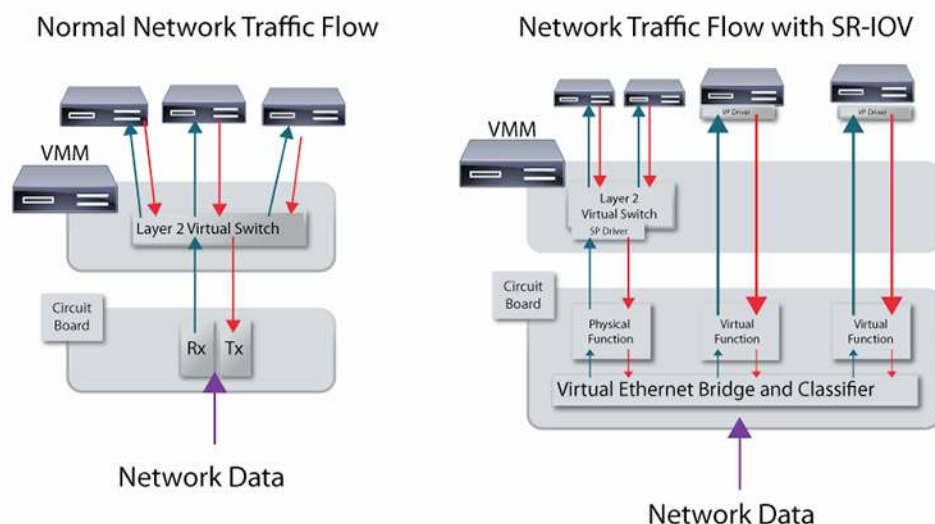 Normal Network Traffic Flow
VMM
Layer 2 Virtual Switch
Circuit
Board
Rx
Tx
Network Data
Network Traffic Flow with SR-IOV
VP Driver
VP Driver
VMM
Layer 2
Virtual Switch
SP Driver
Circuit
Board
Physical
Function
Virtual
Function
Virtual
Function
Virtual Ethernet Bridge and Classifier
Network Data